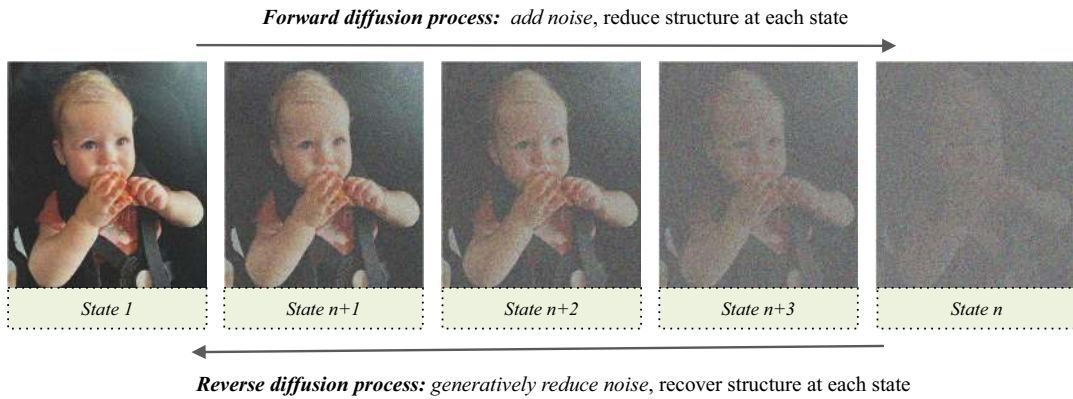 Forward diffusion process: add noise, reduce structure at each state
State 1
State n+1
State n+2
State n+3
State n
Reverse diffusion process: generatively reduce noise, recover structure at each state